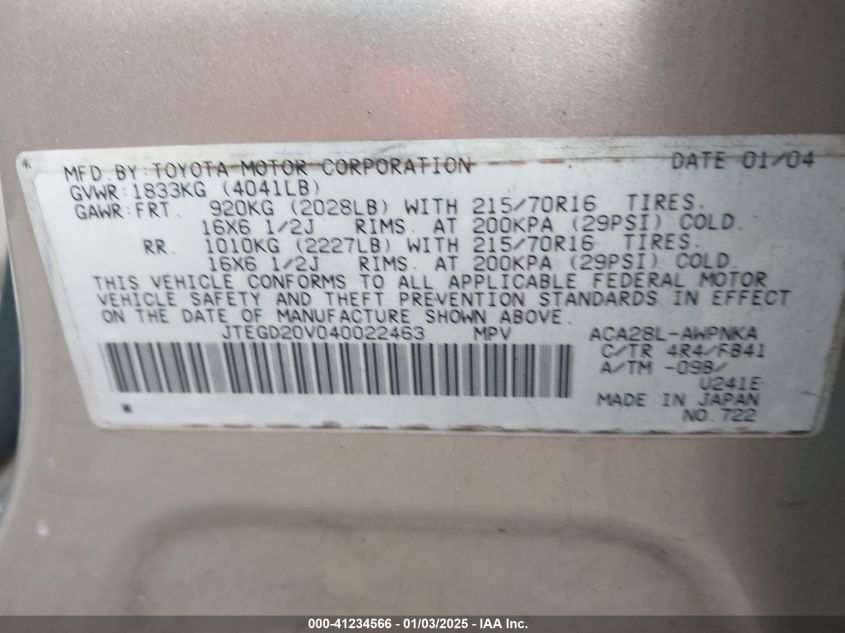 MFD.BY:TOYOTA MOTOR CORPORATION DATE 01/04
GVWR:1833KG (4041LB)
GAWR:FRT. 920KG (2028LB) WITH 215/70R16 TIRES.
16X6 1/2J RIMS. AT 200KPA (29PSI) COLD.
RR. 1010KG (2227LB) WITH 215/70R16 TIRES.
16X6 1/2J RIMS. AT 200KPA (29PSI) COLD.
THIS VEHICLE CONFORMS TO ALL APPLICABLE FEDERAL MOTOR
VEHICLE SAFETY AND THEFT PREVENTION STANDARDS IN EFFECT
ON THE DATE OF MANUFACTURE SHOWN ABOVE.
JTEGD20V040022463 MPV ACA28L-AWPNKA
C/TR 4R4/FB41
A/TM -09B/
U241E
MADE IN JAPAN
NO.722
000-41234566 - 01/03/2025 - IAA Inc.